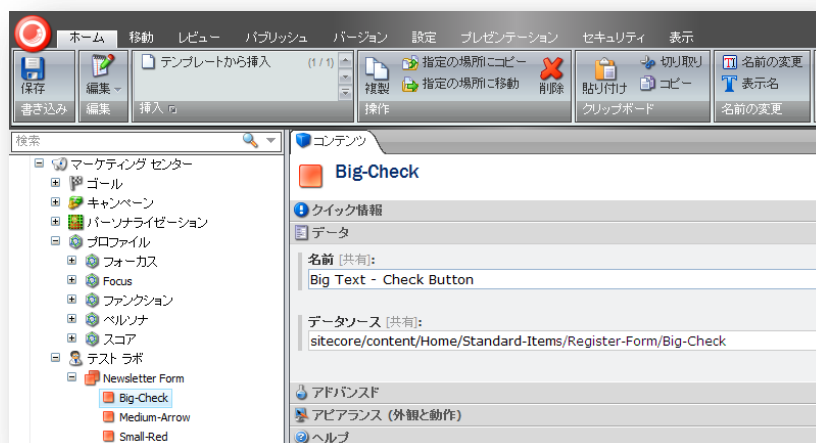 ホーム 移動 レビュー パブリッシュ バージョン 設定 プレゼンテーション セキュリティ 表示
保存
書き込み
編集
編集
テンプレートから挿入 (1 / 1)
挿入
複製
指定の場所にコピー
指定の場所に移動
削除
操作
貼り付け
切り取り
コピー
クリップボード
名前の変更
表示名
名前の変更
検索
マーケティング センター
ゴール
キャンペーン
パーソナライゼーション
プロファイル
フォーカス
Focus
ファンクション
ペルソナ
スコア
テスト ラボ
Newsletter Form
Big-Check
Medium-Arrow
Small-Red
コンテンツ
Big-Check
クイック情報
データ
名前 [共有]:
Big Text - Check Button
データソース [共有]:
sitecore/content/Home/Standard-Items/Register-Form/Big-Check
アドバンスド
アピアランス (外観と動作)
ヘルプ